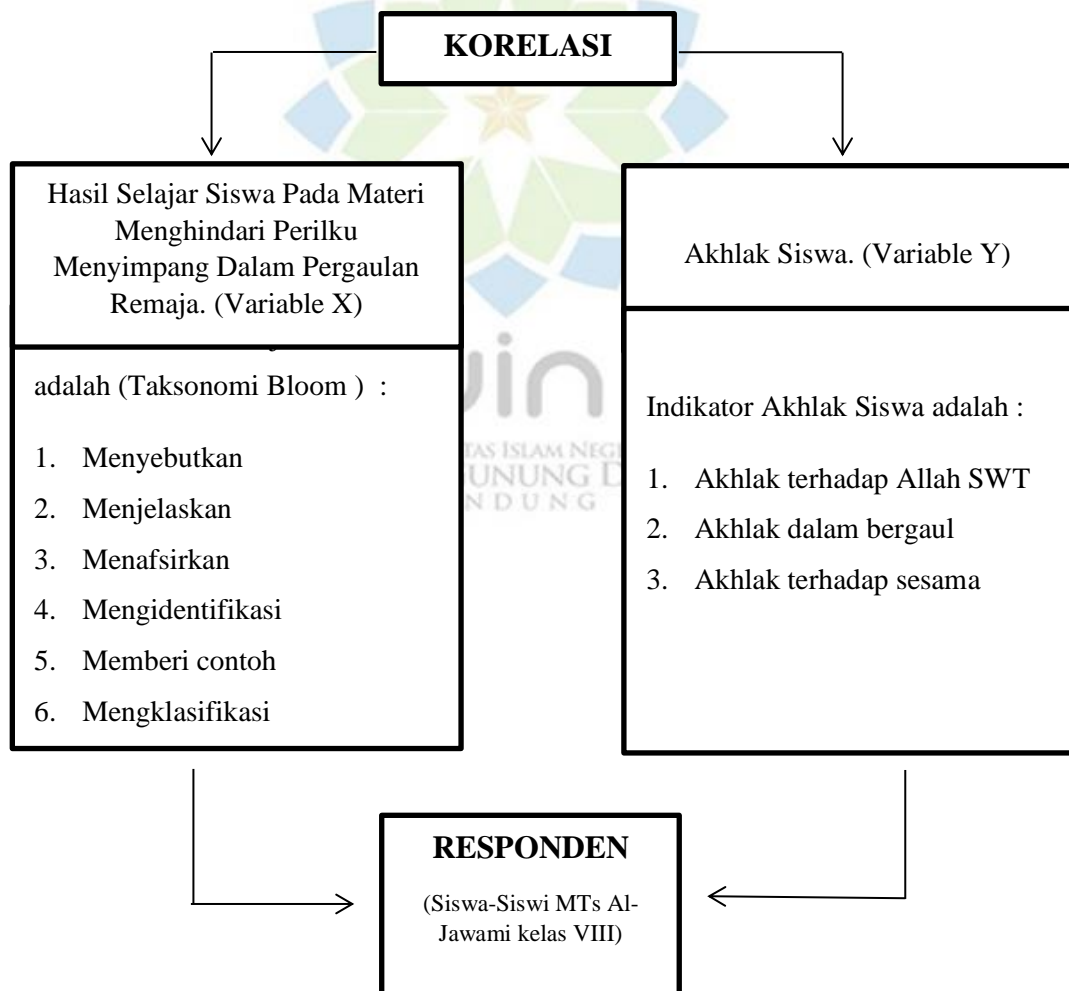 KORELASI
Hasil Selajar Siswa Pada Materi
Menghindari Perilku
Menyimpang Dalam Pergaulan
Remaja. (Variable X)
adalah (Taksonomi Bloom ) :
1. Menyebutkan
2. Menjelaskan
3. Menafsirkan
4. Mengidentifikasi
5. Memberi contoh
6. Mengklasifikasi
Akhlak Siswa. (Variable Y)
Indikator Akhlak Siswa adalah :
1. Akhlak terhadap Allah SWT
2. Akhlak dalam bergaul
3. Akhlak terhadap sesama
uin
ISLAM
RESPONDEN
(Siswa-Siswi MTs Al-
Jawami kelas VIII)